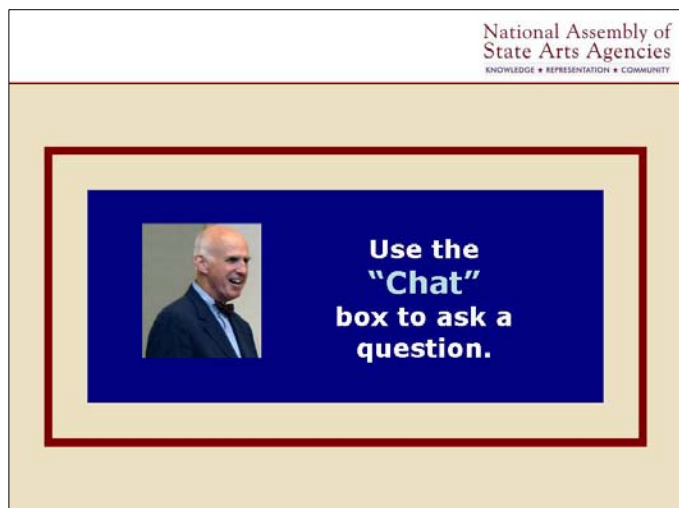 National Assembly of
State Arts Agencies
KNOWLEDGE ★ REPRESENTATION ★ COMMUNITY
Use the
“Chat”
box to ask a
question.